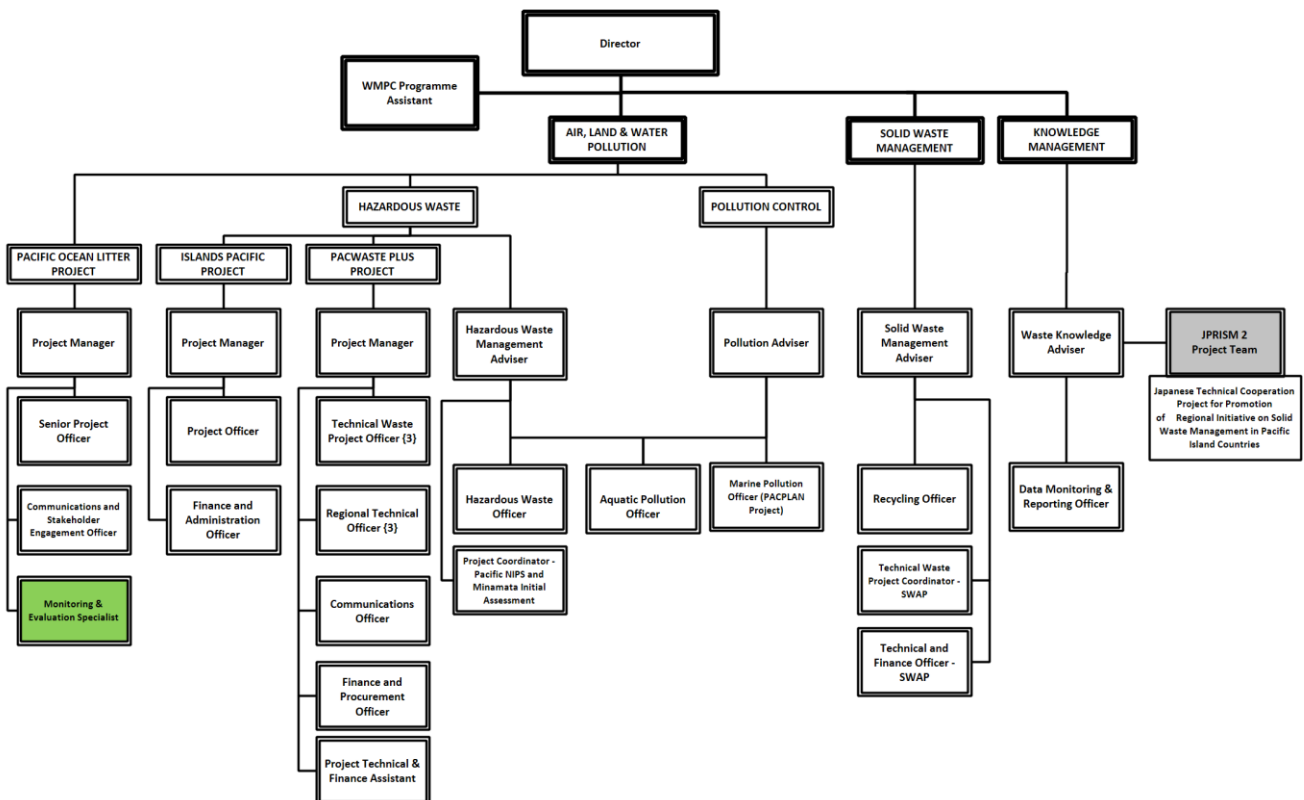 Director
WMPC Programme
Assistant
AIR, LAND & WATER
POLLUTION
SOLID WASTE
MANAGEMENT
KNOWLEDGE
MANAGEMENT
HAZARDOUS WASTE
POLLUTION CONTROL
PACIFIC OCEAN LITTER
PROJECT
ISLANDS PACIFIC
PROJECT
PACWASTE PLUS
PROJECT
Project Manager
Project Manager
Project Manager
Hazardous Waste
Management
Adviser
Pollution Adviser
Solid Waste
Management
Adviser
Waste Knowledge
Adviser
JPRISM 2
Project Team
Japanese Technical Cooperation
Project for Promotion
of Regional Initiative on Solid
Waste Management in Pacific
Island Countries
Senior Project
Officer
Project Officer
Technical Waste
Project Officer {3}
Communications and
Stakeholder
Engagement Officer
Finance and
Administration
Officer
Regional Technical
Officer {3}
Hazardous Waste
Officer
Aquatic Pollution
Officer
Marine Pollution
Officer (PACPLAN
Project)
Recycling Officer
Data Monitoring &
Reporting Officer
Monitoring &
Evaluation Specialist
Communications
Officer
Project Coordinator -
Pacific NIPS and
Minamata Initial
Assessment
Technical Waste
Project Coordinator -
SWAP
Finance and
Procurement
Officer
Technical and
Finance Officer -
SWAP
Project Technical &
Finance Assistant